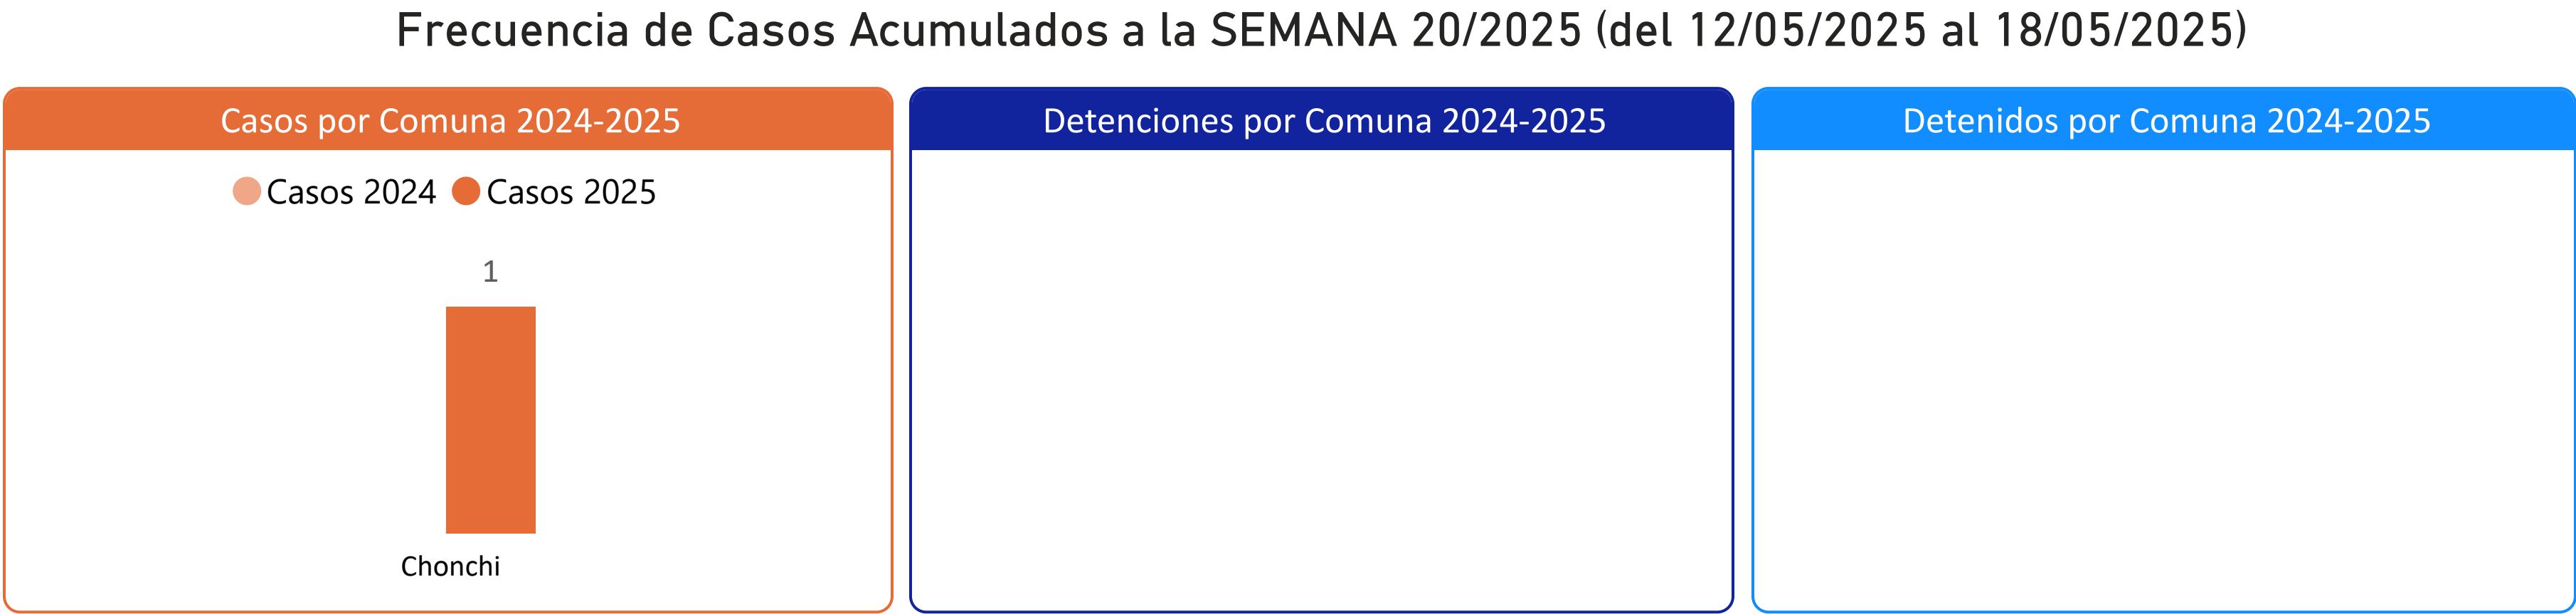 Frecuencia de Casos Acumulados a la SEMANA 20/2025 (del 12/05/2025 al 18/05/2025)
Casos por Comuna 2024-2025
Casos 2024 Casos 2025
1
Chonchi
Detenciones por Comuna 2024-2025
Detenidos por Comuna 2024-2025